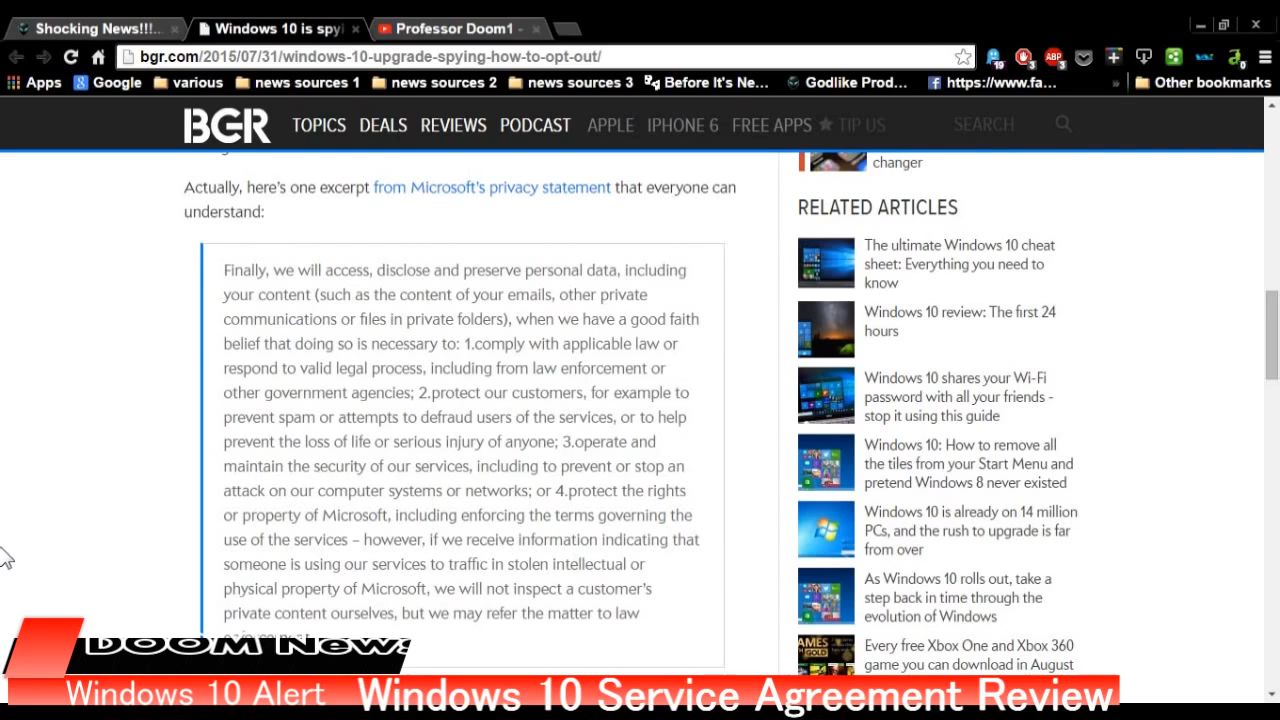 Shocking News!!!...
Windows 10 is spyi
Professor Doom1 -
bgr.com/2015/07/31/windows-10-upgrade-spying-how-to-opt-out/
19
3
ABP
3
0
Apps
Google
various
news sources 1
news sources 2
news sources 3
Before It's Ne...
Godlike Prod...
https://www.fa...
»
Other bookmarks
BGR
TOPICS
DEALS
REVIEWS
PODCAST
APPLE
IPHONE 6
FREE APPS
TIP US
SEARCH
Actually, here's one excerpt from Microsoft's privacy statement that everyone can
understand:
Finally, we will access, disclose and preserve personal data, including
your content (such as the content of your emails, other private
communications or files in private folders), when we have a good faith
belief that doing so is necessary to: 1.comply with applicable law or
respond to valid legal process, including from law enforcement or
other government agencies; 2.protect our customers, for example to
prevent spam or attempts to defraud users of the services, or to help
prevent the loss of life or serious injury of anyone; 3.operate and
maintain the security of our services, including to prevent or stop an
attack on our computer systems or networks; or 4.protect the rights
or property of Microsoft, including enforcing the terms governing the
use of the services – however, if we receive information indicating that
someone is using our services to traffic in stolen intellectual or
physical property of Microsoft, we will not inspect a customer's
private content ourselves, but we may refer the matter to law
changer
RELATED ARTICLES
The ultimate Windows 10 cheat
sheet: Everything you need to
know
Windows 10 review: The first 24
hours
Windows 10 shares your Wi-Fi
password with all your friends -
stop it using this guide
Windows 10: How to remove all
the tiles from your Start Menu and
pretend Windows 8 never existed
Windows 10 is already on 14 million
PCs, and the rush to upgrade is far
from over
As Windows 10 rolls out, take a
step back in time through the
evolution of Windows
Every free Xbox One and Xbox 360
game you can download in August
DOOM News
Windows 10 Alert
Windows 10 Service Agreement Review